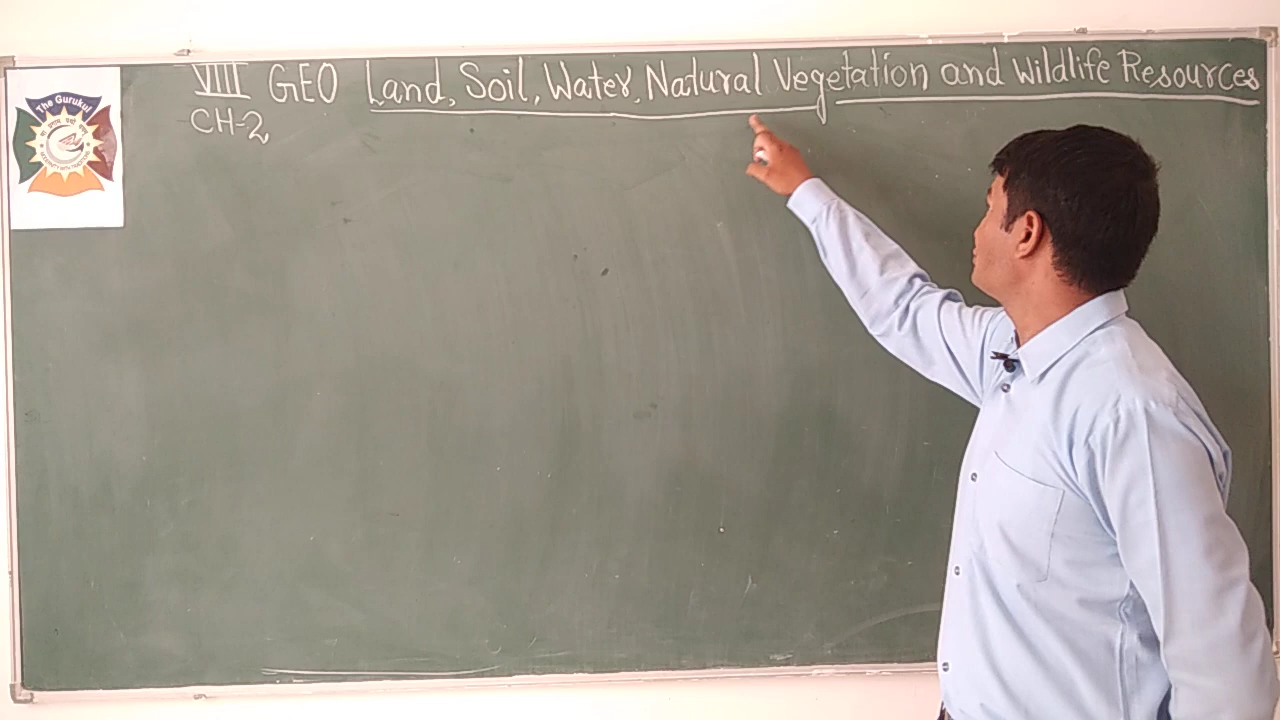 VIII GEO Land, Soil, Water, Natural Vegetation and Wildlife Resources
CH-2
The Gurukul